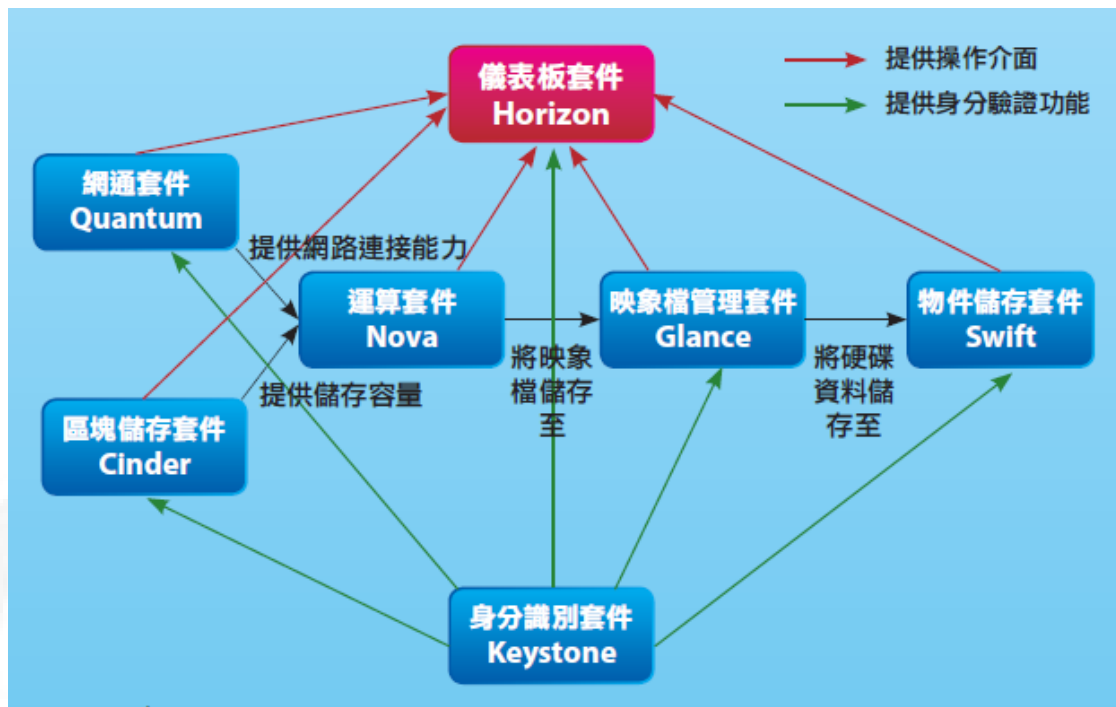 儀表板套件
Horizon
提供操作介面
提供身分驗證功能
網通套件
Quantum
提供網路連接能力
運算套件
Nova
映象檔管理套件
Glance
物件儲存套件
Swift
將映象
檔儲存
至
將硬碟
資料儲
存至
提供儲存容量
區塊儲存套件
Cinder
身分識別套件
Keystone